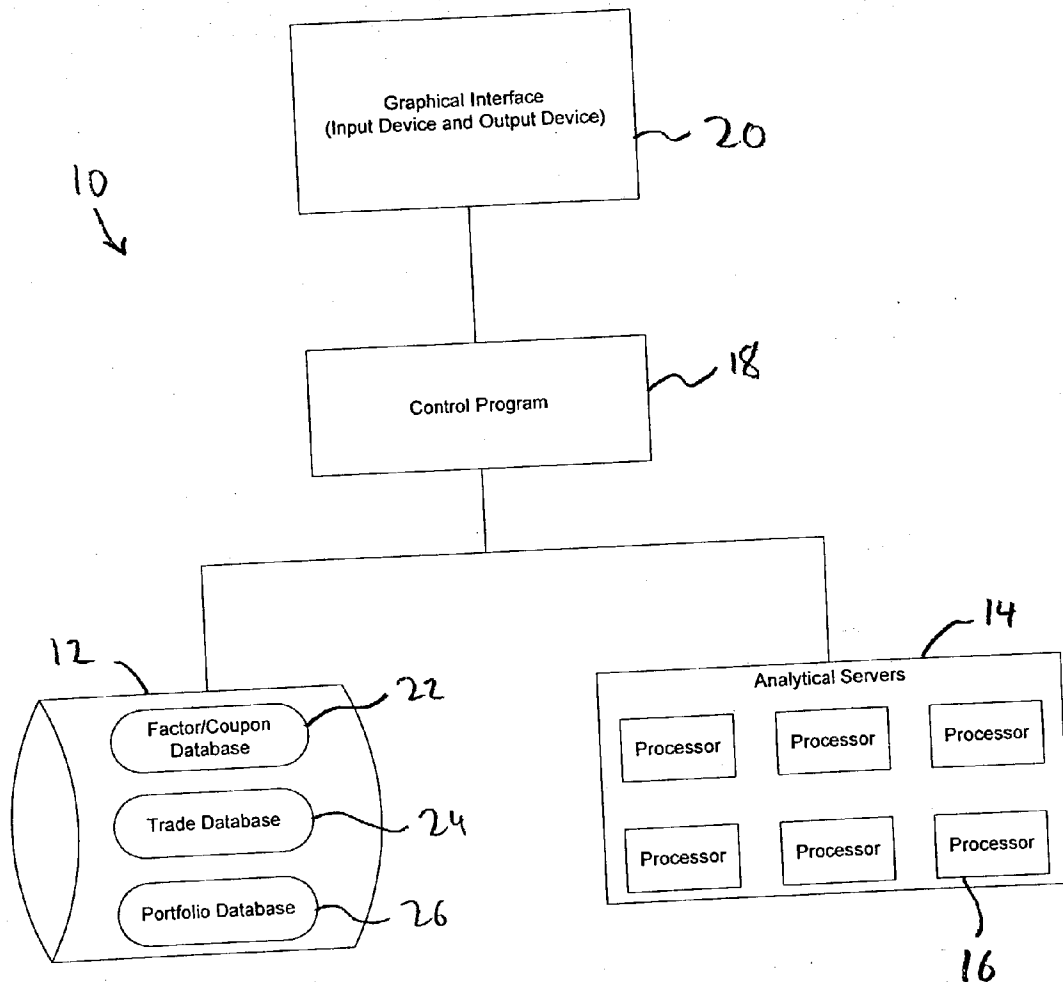 Graphical Interface
(Input Device and Output Device)
20
10
18
Control Program
14
12
Analytical Servers
22
Factor/Coupon
Database
Processor
Processor
Processor
Trade Database
24
Processor
Processor
Processor
Portfolio Database
26
16